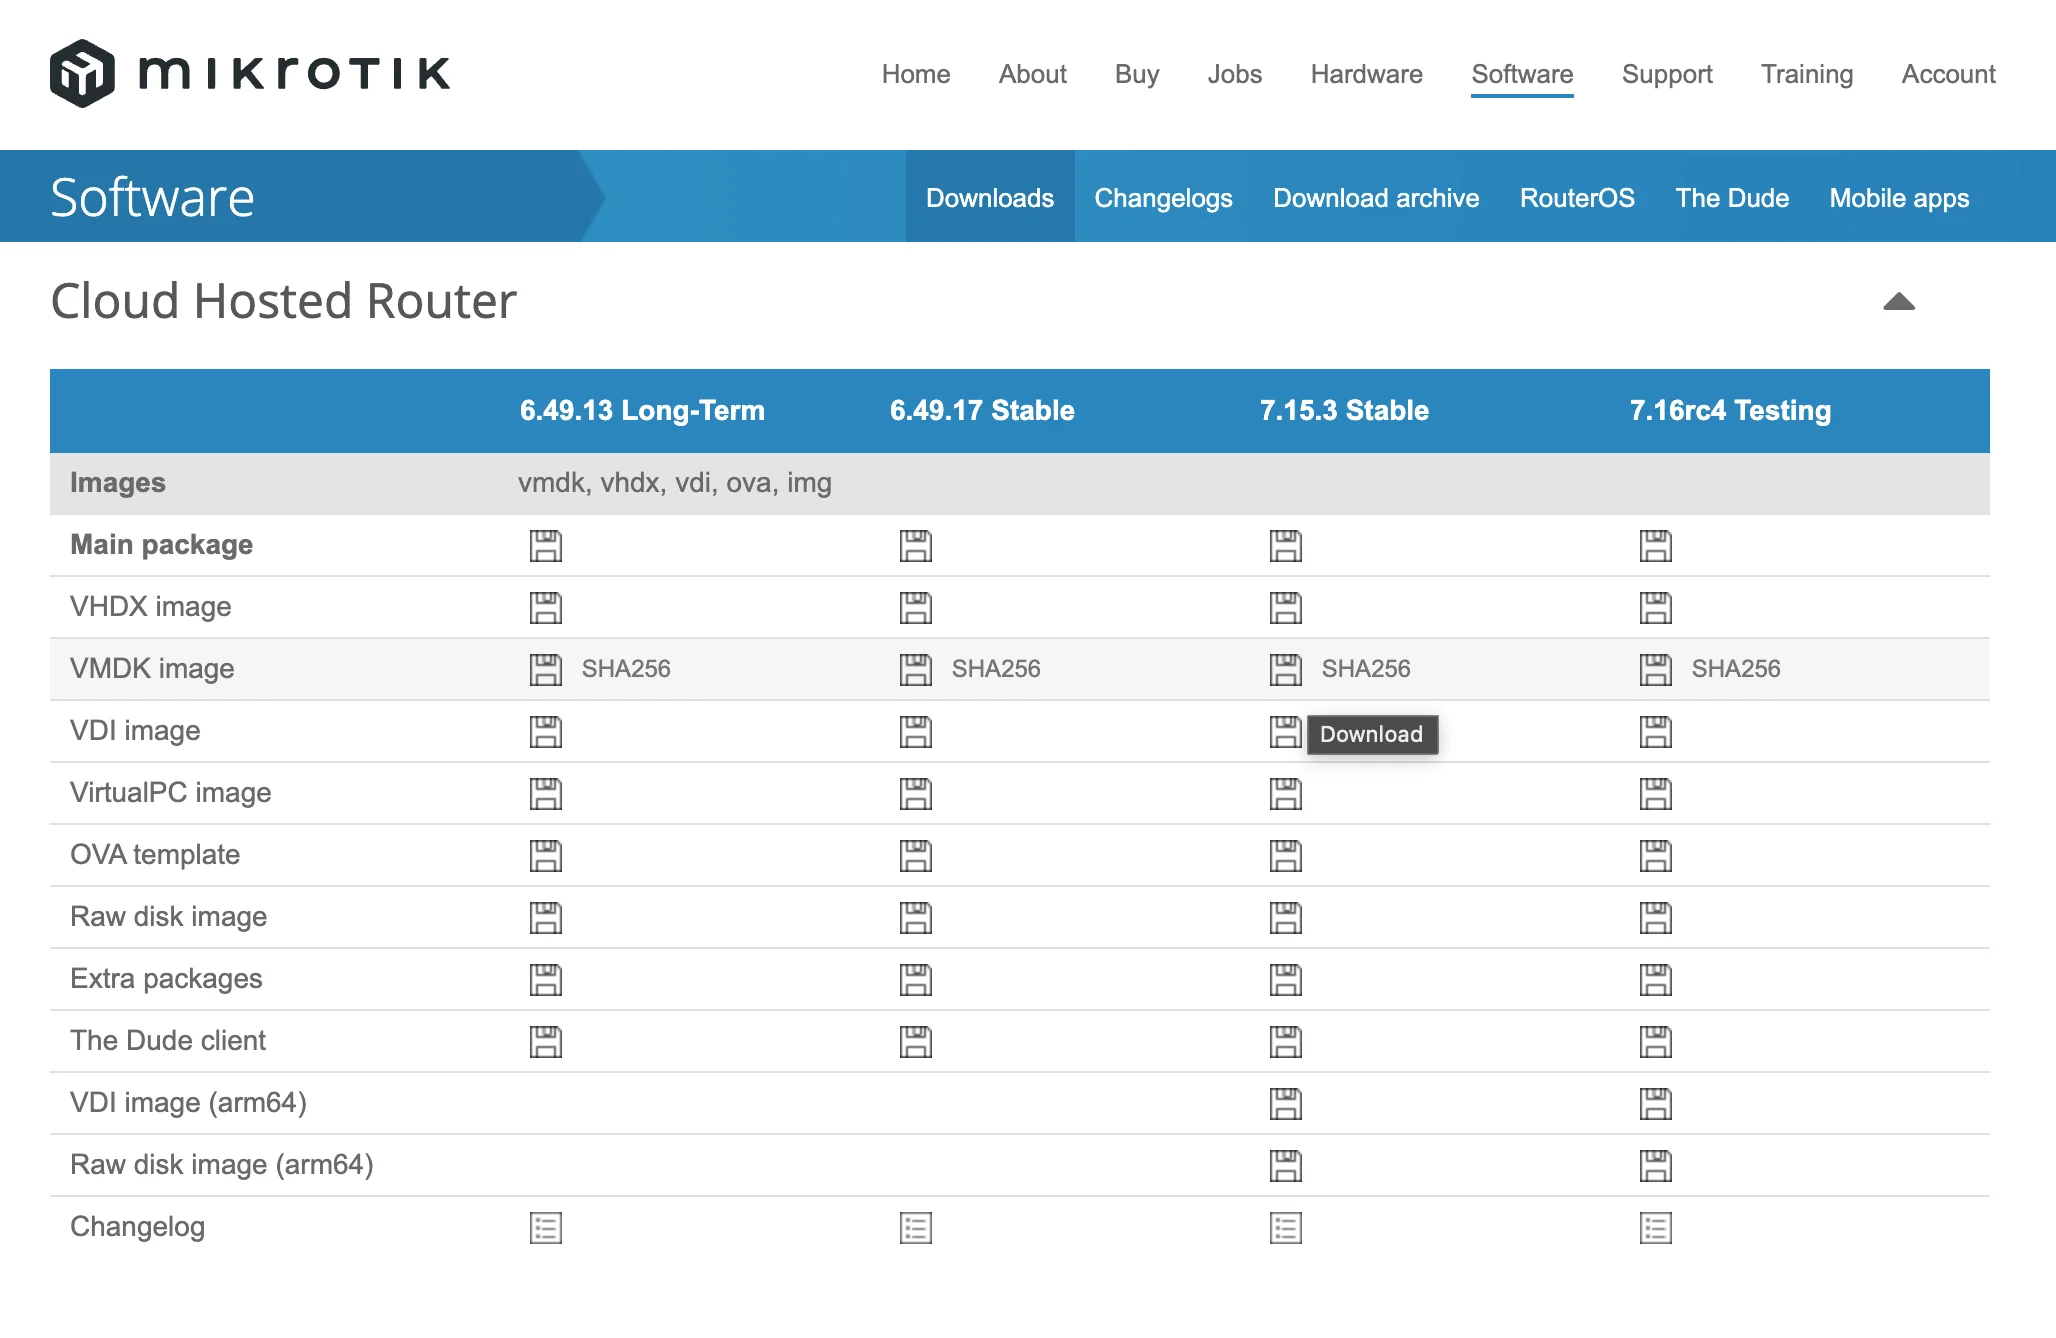 mikrotik
Home About Buy Jobs Hardware Software Support Training Account
Software
Downloads Changelogs Download archive RouterOS The Dude Mobile apps
Cloud Hosted Router
6.49.13 Long-Term 6.49.17 Stable 7.15.3 Stable 7.16rc4 Testing
Images vmdk, vhdx, vdi, ova, img
Main package
VHDX image
VMDK image SHA256 SHA256 SHA256 SHA256
VDI image Download
VirtualPC image
OVA template
Raw disk image
Extra packages
The Dude client
VDI image (arm64)
Raw disk image (arm64)
Changelog